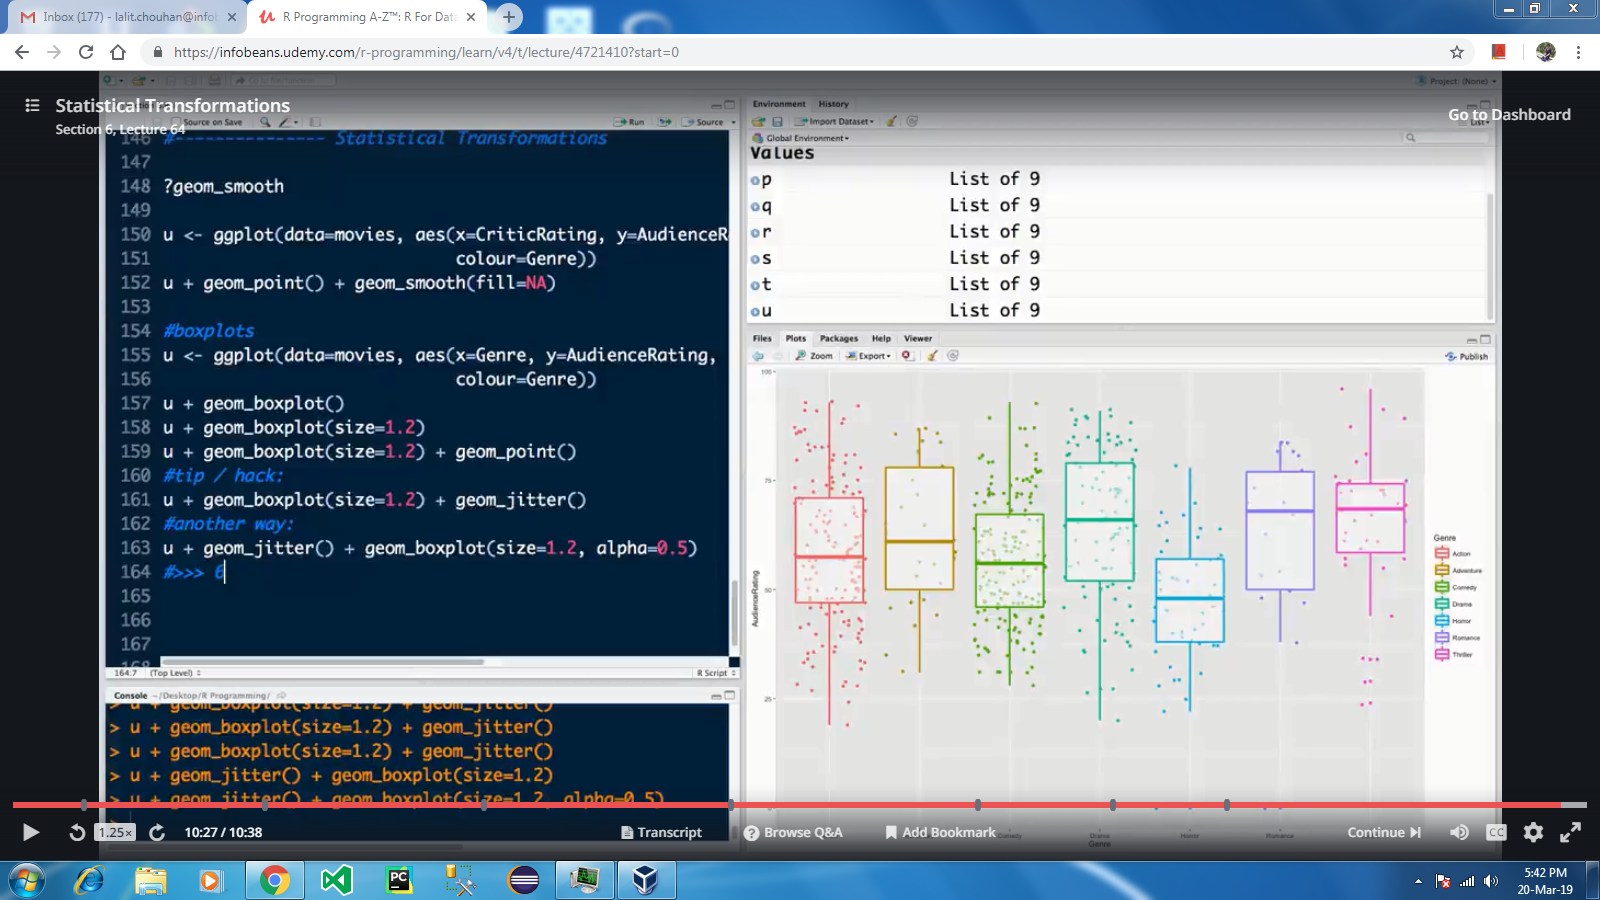 Inbox (177) - lalit.chouhan@infob
R Programming A-Z™: R For Data
https://infobeans.udemy.com/r-programming/learn/v4/t/lecture/4721410?start=0
Statistical Transformations
Section 6, Lecture 64
Go to Dashboard
Project: (None)
Source on Save
Run
Source
146 #--------------- Statistical Transformations
147
148 ?geom_smooth
149
150 u <- ggplot(data=movies, aes(x=CriticRating, y=AudienceR
151 colour=Genre))
152 u + geom_point() + geom_smooth(fill=NA)
153
154 #boxplots
155 u <- ggplot(data=movies, aes(x=Genre, y=AudienceRating,
156 colour=Genre))
157 u + geom_boxplot()
158 u + geom_boxplot(size=1.2)
159 u + geom_boxplot(size=1.2) + geom_point()
160 #tip / hack:
161 u + geom_boxplot(size=1.2) + geom_jitter()
162 #another way:
163 u + geom_jitter() + geom_boxplot(size=1.2, alpha=0.5)
164 #>>> 6
165
166
167
168
164:7 (Top Level) R Script
Console ~/Desktop/R Programming/
> u + geom_boxplot(size=1.2) + geom_jitter()
> u + geom_boxplot(size=1.2) + geom_jitter()
> u + geom_boxplot(size=1.2) + geom_jitter()
> u + geom_jitter() + geom_boxplot(size=1.2)
> u + geom_jitter() + geom_boxplot(size=1.2, alpha=0.5)
>
Environment History
Import Dataset
List
Global Environment
Values
p List of 9
q List of 9
r List of 9
s List of 9
t List of 9
u List of 9
Files Plots Packages Help Viewer
Zoom Export Publish
100
75
50
25
AudienceRating
Comedy Drama Horror Romance
Genre
Genre
Action
Adventure
Comedy
Drama
Horror
Romance
Thriller
1.25x 10:27 / 10:38 Transcript Browse Q&A Add Bookmark Continue CC
PC
5:42 PM
20-Mar-19